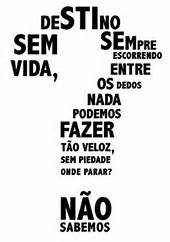 DESTINO
SEM
VIDA,
SEMPRE
ESCORRENDO
ENTRE
OS DEDOS
NADA
PODEMOS
FAZER
TÃO VELOZ,
SEM PIEDADE
ONDE PARAR?
NÃO
SABEMOS